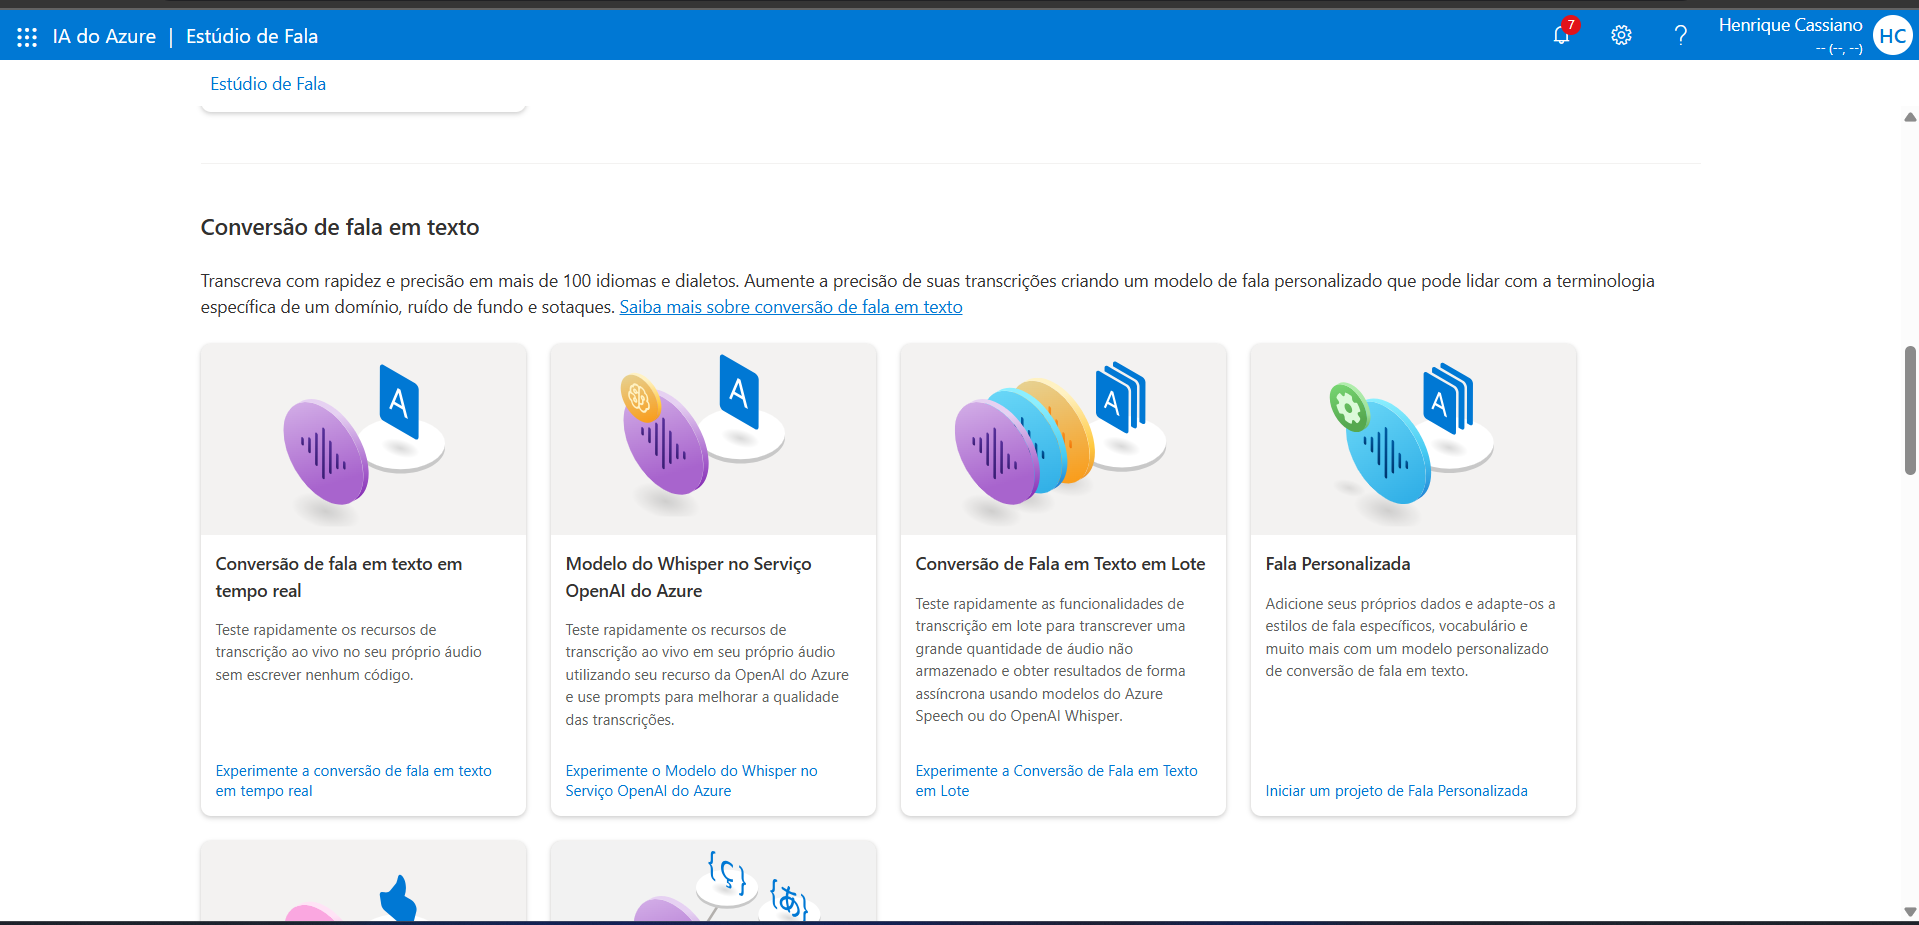 IA do Azure | Estúdio de Fala
7
Henrique Cassiano
-- (--, --)
HC
Estúdio de Fala
Conversão de fala em texto
Transcreva com rapidez e precisão em mais de 100 idiomas e dialetos. Aumente a precisão de suas transcrições criando um modelo de fala personalizado que pode lidar com a terminologia
específica de um domínio, ruído de fundo e sotaques. Saiba mais sobre conversão de fala em texto
A
A
A
A
Conversão de fala em texto em
tempo real
Teste rapidamente os recursos de
transcrição ao vivo no seu próprio áudio
sem escrever nenhum código.
Experimente a conversão de fala em texto
em tempo real
Modelo do Whisper no Serviço
OpenAI do Azure
Teste rapidamente os recursos de
transcrição ao vivo em seu próprio áudio
utilizando seu recurso da OpenAI do Azure
e use prompts para melhorar a qualidade
das transcrições.
Experimente o Modelo do Whisper no
Serviço OpenAI do Azure
Conversão de Fala em Texto em Lote
Teste rapidamente as funcionalidades de
transcrição em lote para transcrever uma
grande quantidade de áudio não
armazenado e obter resultados de forma
assíncrona usando modelos do Azure
Speech ou do OpenAI Whisper.
Experimente a Conversão de Fala em Texto
em Lote
Fala Personalizada
Adicione seus próprios dados e adapte-os a
estilos de fala específicos, vocabulário e
muito mais com um modelo personalizado
de conversão de fala em texto.
Iniciar um projeto de Fala Personalizada
{Ç}
{あ}